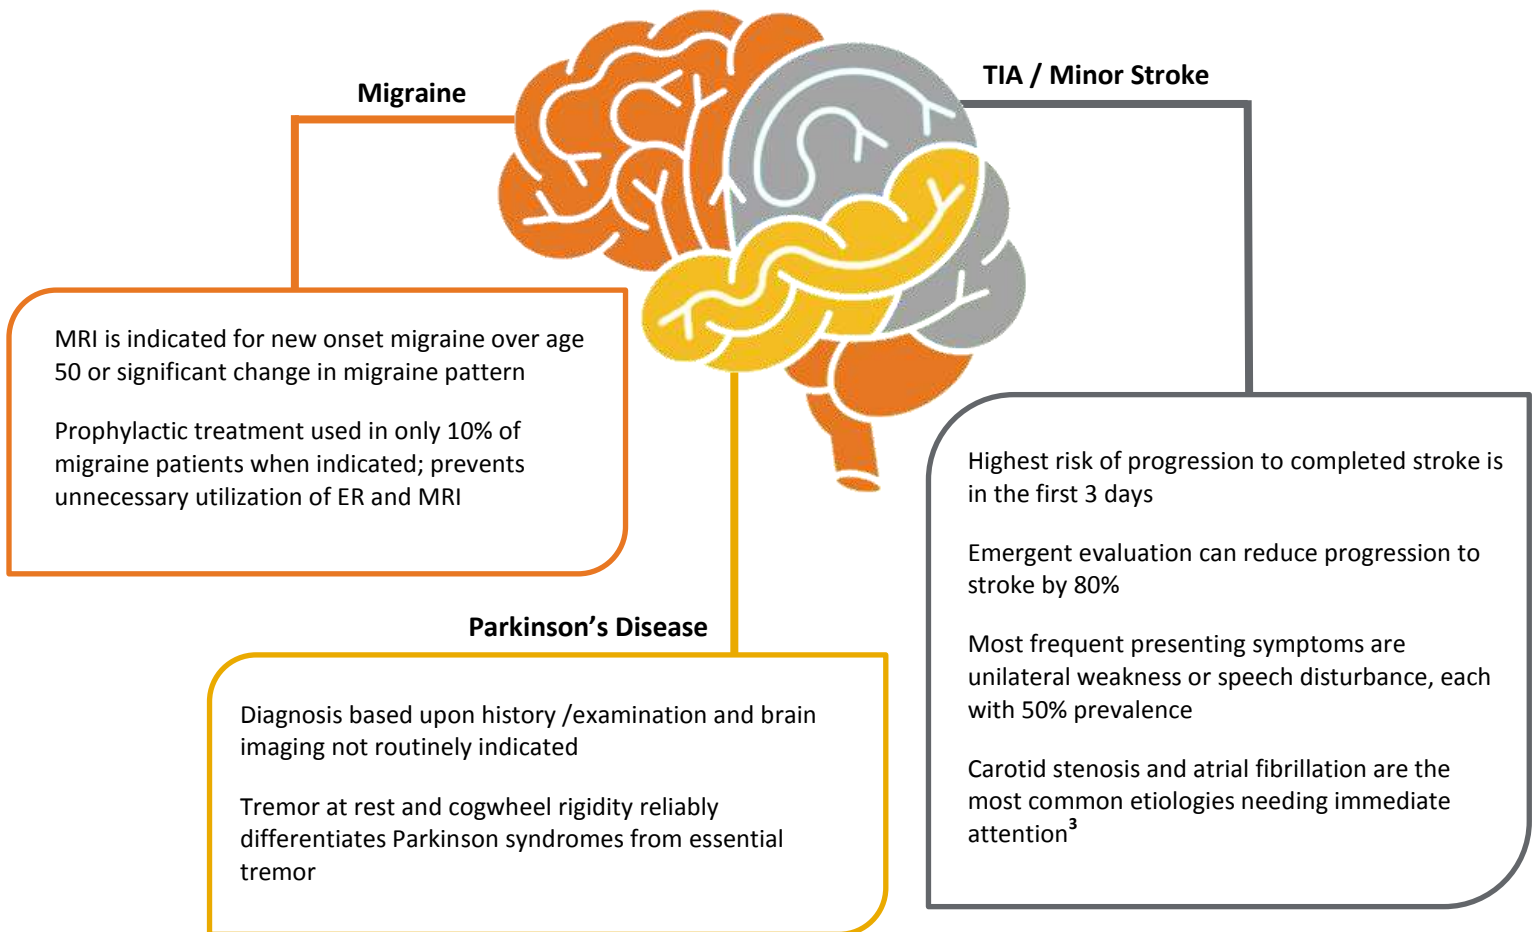 Migraine
MRI is indicated for new onset migraine over age
50 or significant change in migraine pattern
Prophylactic treatment used in only 10% of
migraine patients when indicated; prevents
unnecessary utilization of ER and MRI
TIA / Minor Stroke
Highest risk of progression to completed stroke is
in the first 3 days
Emergent evaluation can reduce progression to
stroke by 80%
Most frequent presenting symptoms are
unilateral weakness or speech disturbance, each
with 50% prevalence
Carotid stenosis and atrial fibrillation are the
most common etiologies needing immediate
attention³
Parkinson’s Disease
Diagnosis based upon history /examination and brain
imaging not routinely indicated
Tremor at rest and cogwheel rigidity reliably
differentiates Parkinson syndromes from essential
tremor